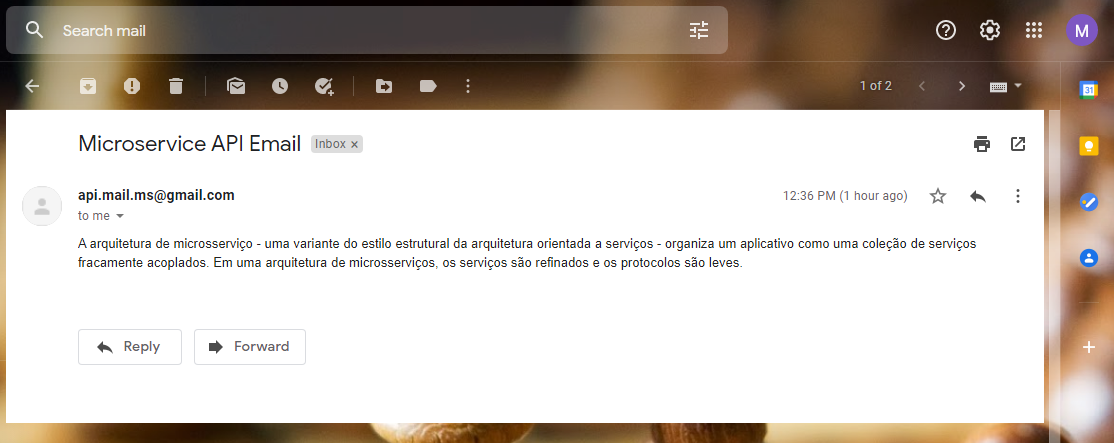 Search mail
M
1 of 2
31
Microservice API Email Inbox ×
api.mail.ms@gmail.com 12:36 PM (1 hour ago)
to me
A arquitetura de microsserviço - uma variante do estilo estrutural da arquitetura orientada a serviços - organiza um aplicativo como uma coleção de serviços
fracamente acoplados. Em uma arquitetura de microsserviços, os serviços são refinados e os protocolos são leves.
Reply Forward